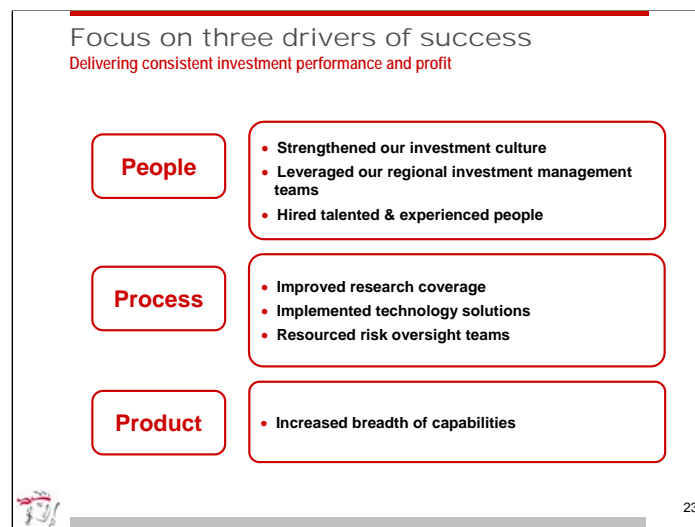 Focus on three drivers of success
Delivering consistent investment performance and profit
People
• Strengthened our investment culture
• Leveraged our regional investment management
teams
• Hired talented & experienced people
Process
• Improved research coverage
• Implemented technology solutions
• Resourced risk oversight teams
Product
• Increased breadth of capabilities
23